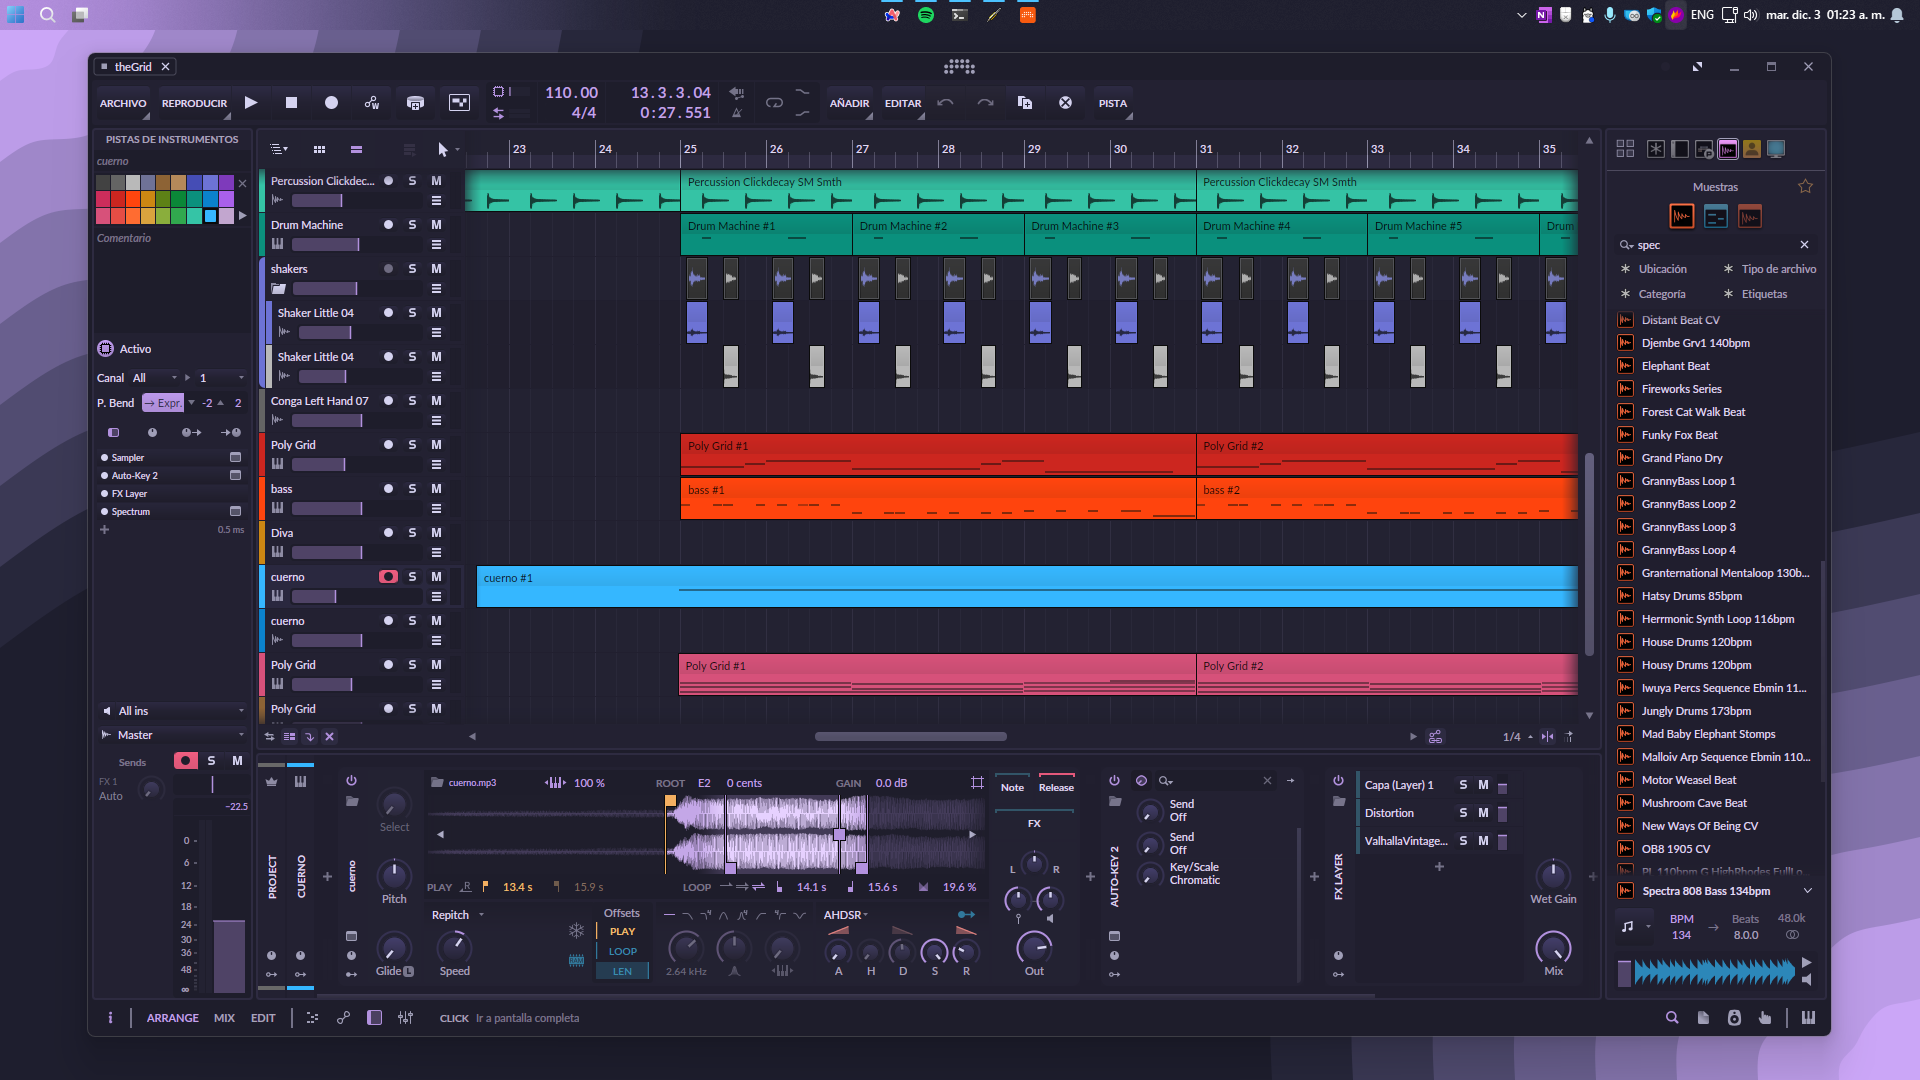 ENG
mar. dic. 3
01:23 a. m.
theGrid
ARCHIVO
REPRODUCIR
110.00
4/4
13.3.3.04
0:27.551
AÑADIR
EDITAR
PISTA
PISTAS DE INSTRUMENTOS
cuerno
Comentario
Activo
Canal
All
1
P. Bend
Expr.
-2
2
Sampler
Auto-Key 2
FX Layer
Spectrum
0.5 ms
All ins
Master
Sends
S
M
FX 1
Auto
-22.5
0
6
12
18
24
30
36
48
∞
23
24
25
26
27
28
29
30
31
32
33
34
35
Percussion Clickdec...
S
M
Percussion Clickdecay SM Smth
Percussion Clickdecay SM Smth
Drum Machine
S
M
Drum Machine #1
Drum Machine #2
Drum Machine #3
Drum Machine #4
Drum Machine #5
Drum
shakers
S
M
Shaker Little 04
S
M
Shaker Little 04
S
M
Conga Left Hand 07
S
M
Poly Grid
S
M
Poly Grid #1
Poly Grid #2
bass
S
M
bass #1
bass #2
Diva
S
M
cuerno
S
M
cuerno #1
cuerno
S
M
Poly Grid
S
M
Poly Grid #1
Poly Grid #2
Poly Grid
S
M
1/4
Muestras
spec
Ubicación
Tipo de archivo
Categoría
Etiquetas
Distant Beat CV
Djembe Grv1 140bpm
Elephant Beat
Fireworks Series
Forest Cat Walk Beat
Funky Fox Beat
Grand Piano Dry
GrannyBass Loop 1
GrannyBass Loop 2
GrannyBass Loop 3
GrannyBass Loop 4
Granternational Mentaloop 130b...
Hatsy Drums 85bpm
Herrmonic Synth Loop 116bpm
House Drums 120bpm
Housy Drums 120bpm
Iwuya Percs Sequence Ebmin 11...
Jungly Drums 173bpm
Mad Baby Elephant Stomps
Malloiv Arp Sequence Ebmin 110...
Motor Weasel Beat
Mushroom Cave Beat
New Ways Of Being CV
OB8 1905 CV
Spectra 808 Bass 134bpm
BPM
134
Beats
8.0.0
48.0k
PROJECT
CUERNO
cuerno
Select
Pitch
Glide
L
cuerno.mp3
100 %
ROOT
E2
0 cents
GAIN
0.0 dB
PLAY
R
13.4 s
15.9 s
LOOP
14.1 s
15.6 s
19.6 %
Repitch
Speed
Offsets
PLAY
LOOP
LEN
2.64 kHz
AHDSR
A
H
D
S
R
Note
Release
FX
L
R
Out
AUTO-KEY 2
Send
Off
Send
Off
Key/Scale
Chromatic
FX LAYER
Capa (Layer) 1
S
M
Distortion
S
M
ValhallaVintage...
S
M
Wet Gain
Mix
i
ARRANGE
MIX
EDIT
CLICK
Ir a pantalla completa